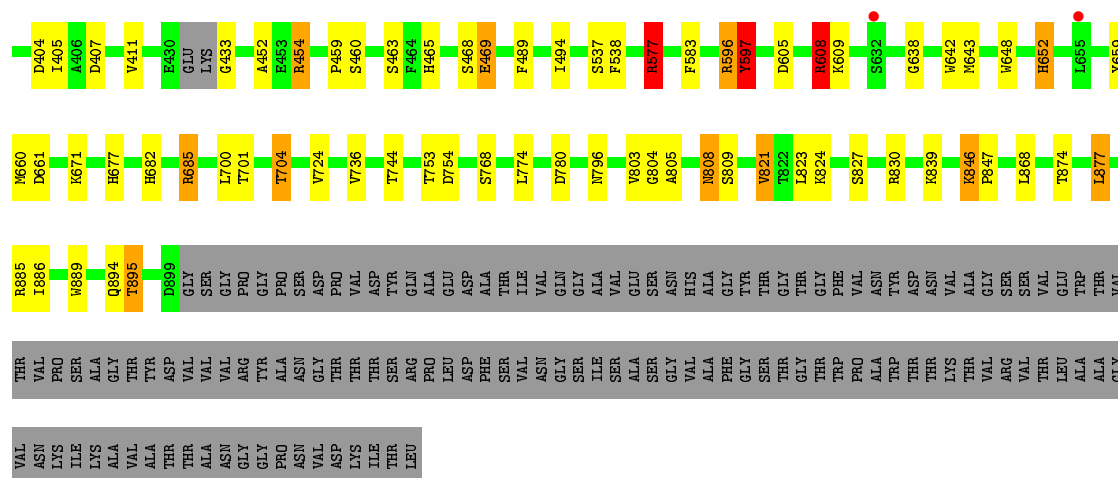 D404 I405 A406 D407 V411 E430 GLU LYS G433 A452 E453 R454 P459 S460 S463 F464 H465 S468 E469 F489 I494 S537 F538 R577 F583 R596 Y597 D605 R608 K609 S632 G638 W642 M643 W648 H652 L655 Y659
M660 D661 K671 H677 H682 R685 L700 T701 T704 V724 V736 T744 T753 D754 S768 L774 D780 N796 V803 G804 A805 N808 S809 V821 T822 L823 K824 S827 R830 K839 K846 P847 L868 T874 L877
R885 I886 W889 Q894 T895 D899 GLY SER GLY PRO GLY PRO SER ASP PRO VAL ASP TYR GLN ALA GLU ASP ALA THR ILE VAL GLN GLY ALA VAL GLU SER ASN HIS ALA GLY TYR THR GLY THR GLY PHE VAL ASN TYR ASP ASN VAL ALA GLY SER SER VAL GLU TRP THR VAL
THR VAL PRO SER ALA GLY THR TYR ASP VAL VAL VAL ARG TYR ALA ASN GLY THR THR THR SER ARG PRO LEU ASP PHE SER VAL ASN GLY SER ILE SER ALA SER GLY VAL ALA PHE GLY SER THR GLY THR TRP PRO ALA TRP THR THR LYS THR VAL ARG VAL THR LEU ALA ALA GLY
VAL ASN LYS ILE LYS ALA VAL ALA THR THR ALA ASN GLY GLY PRO ASN VAL ASP LYS ILE THR LEU